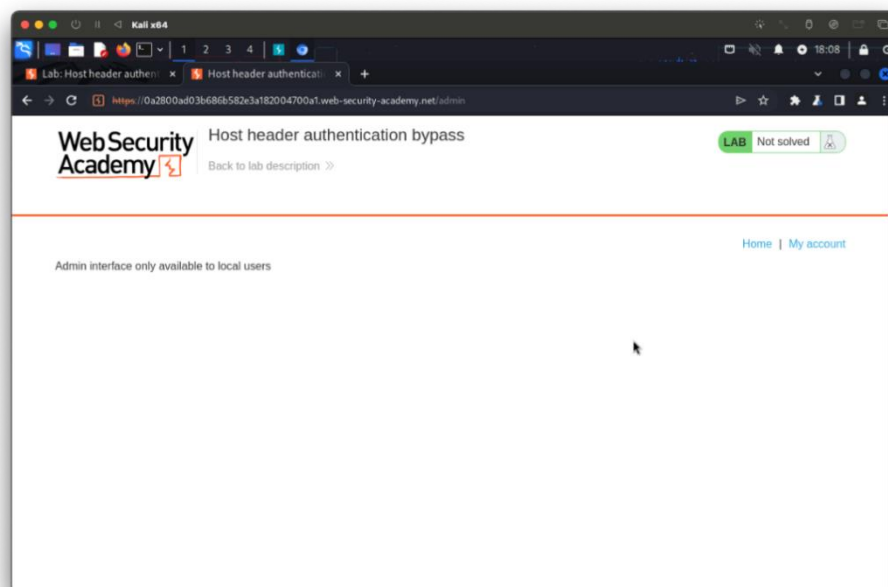 Kali x64
1 2 3 4 18:08
Lab: Host header authent × Host header authenticati × +
https://0a2800ad03b686b582e3a182004700a1.web-security-academy.net/admin
Web Security
Academy
Host header authentication bypass
Back to lab description
LAB Not solved
Home | My account
Admin interface only available to local users